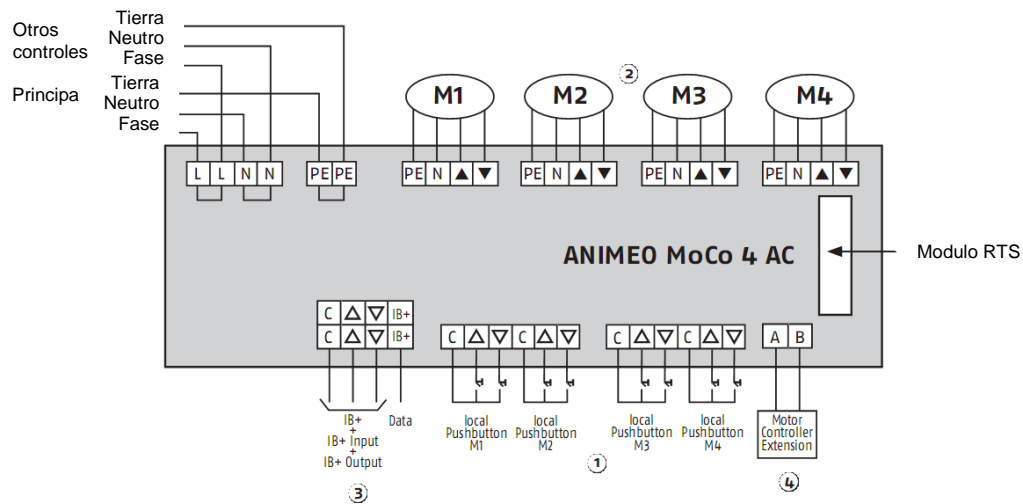 Otros
controles
Tierra
Neutro
Fase
Principa
Tierra
Neutro
Fase
M1
M2
②
M3
M4
L L N N PE PE PE N ▲ ▼ PE N ▲ ▼ PE N ▲ ▼ PE N ▲ ▼
ANIMEO MoCo 4 AC
Modulo RTS
C △ ▽ IB+
C △ ▽ IB+ C △ ▽ C △ ▽ C △ ▽ C △ ▽ A B
IB+
+
IB+ Input
+
IB+ Output
Data
③
local
Pushbutton
M1
local
Pushbutton
M2
①
local
Pushbutton
M3
local
Pushbutton
M4
Motor
Controller
Extension
④